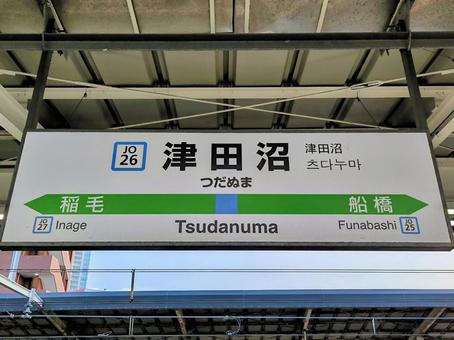 JO
26
津田沼
つだぬま
津田沼
츠다누마
稲毛
船橋
JO
27
Inage
Tsudanuma
Funabashi
JO
25